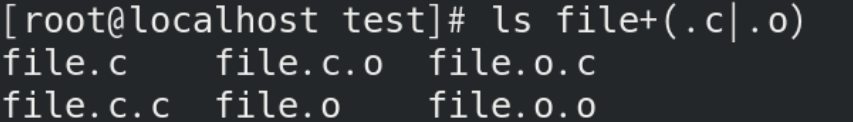 [root@localhost test]# ls file+(.c|.o)
file.c    file.c.o  file.o.c
file.c.c  file.o    file.o.o